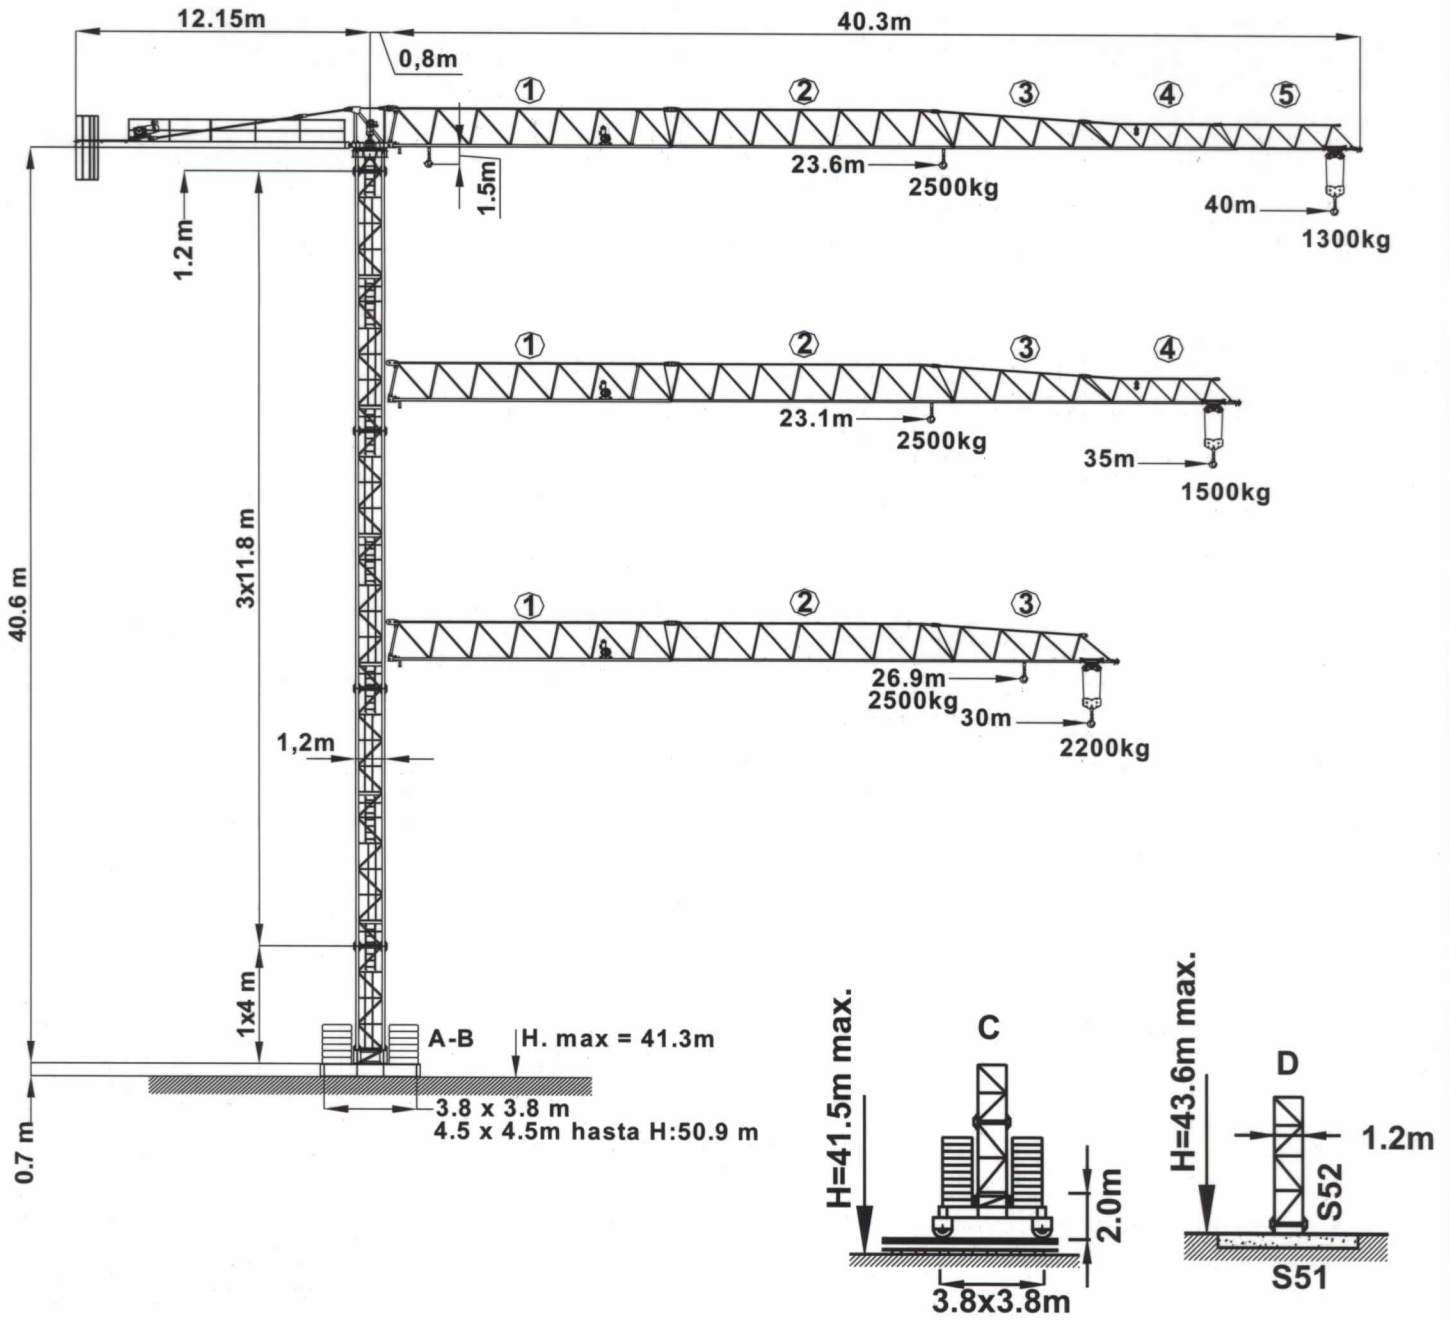 12.15m
40.3m
0,8m
1 2 3 4 5
23.6m
2500kg
1.5m
40m
1300kg
1.2 m
1 2 3 4
23.1m
2500kg
35m
1500kg
3x11.8 m
40.6 m
1 2 3
26.9m
2500kg
30m
2200kg
1,2m
1x4 m
A-B
H. max = 41.3m
3.8 x 3.8 m
4.5 x 4.5m hasta H:50.9 m
0.7 m
H=41.5m max.
C
2.0m
3.8x3.8m
H=43.6m max.
D
1.2m
S52
S51